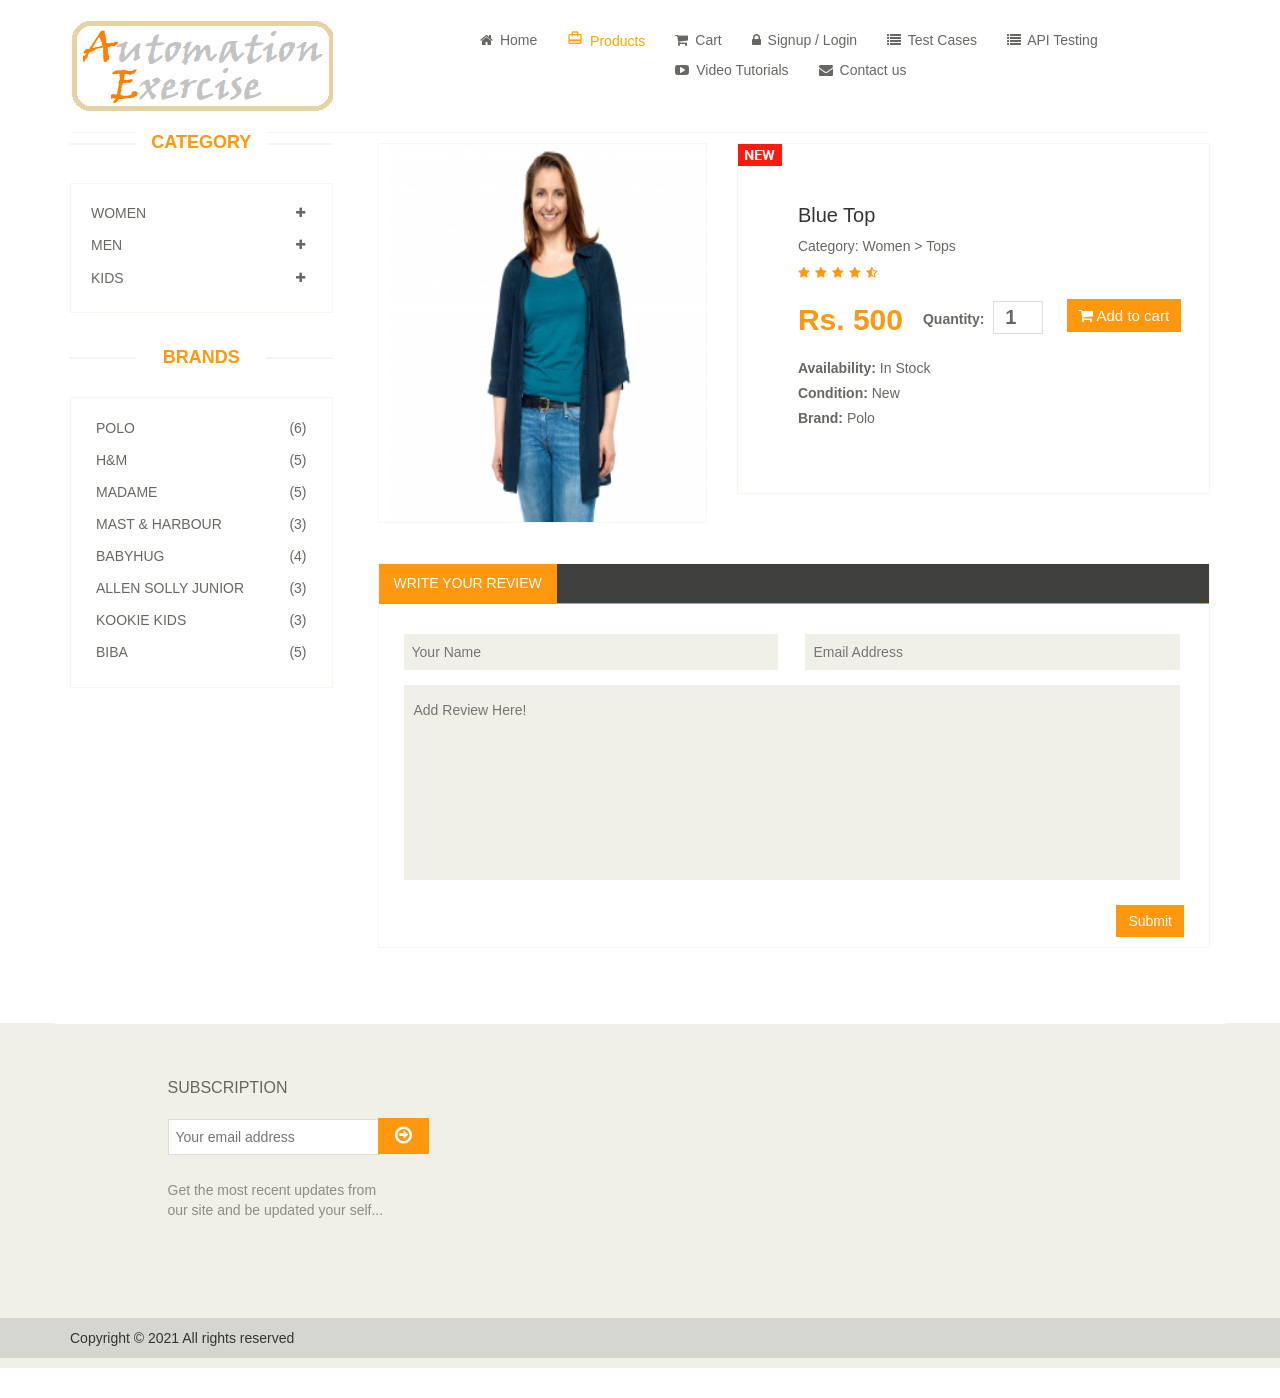 Automation
Exercise
Home
Products
Cart
Signup / Login
Test Cases
API Testing
Video Tutorials
Contact us
CATEGORY
WOMEN
MEN
KIDS
BRANDS
POLO (6)
H&M (5)
MADAME (5)
MAST & HARBOUR (3)
BABYHUG (4)
ALLEN SOLLY JUNIOR (3)
KOOKIE KIDS (3)
BIBA (5)
NEW
Blue Top
Category: Women > Tops
Rs. 500 Quantity: 1 Add to cart
Availability: In Stock
Condition: New
Brand: Polo
WRITE YOUR REVIEW
Your Name
Email Address
Add Review Here!
Submit
SUBSCRIPTION
Your email address
Get the most recent updates from
our site and be updated your self...
Copyright © 2021 All rights reserved